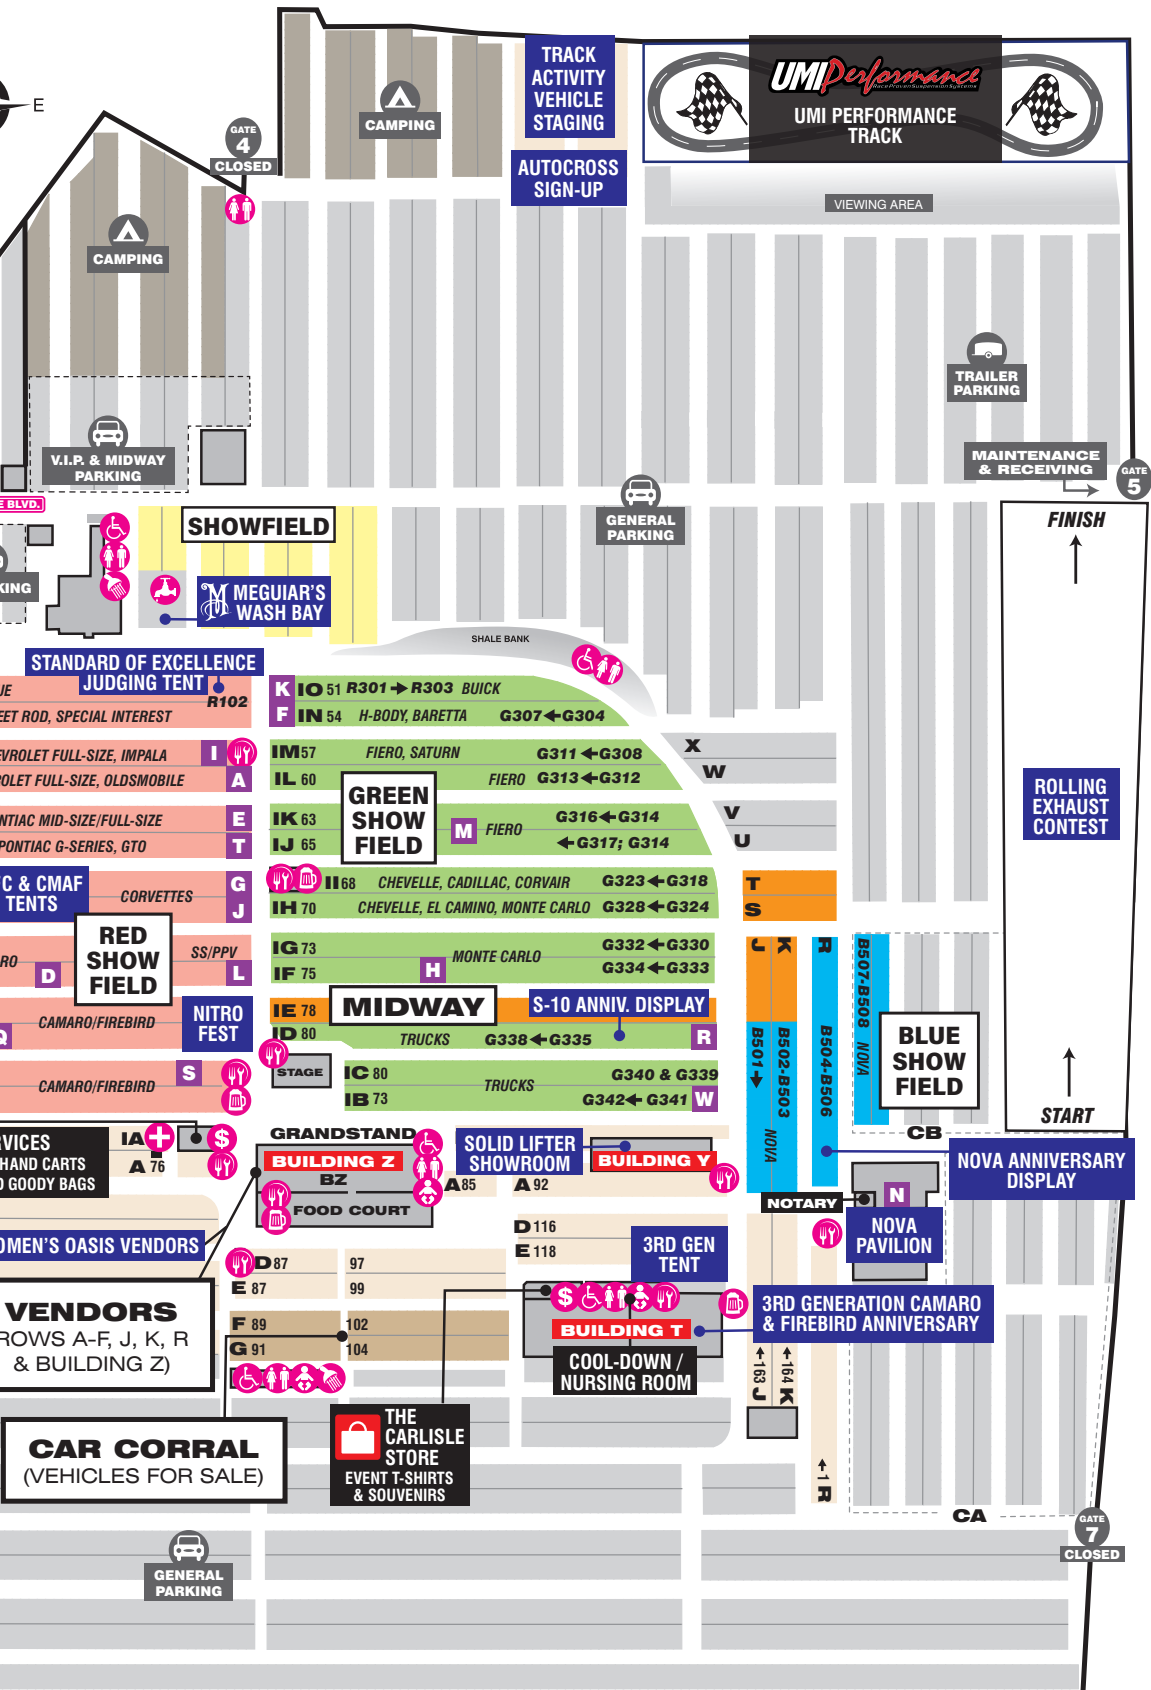 E
GATE
4
CLOSED
CAMPING
TRACK
ACTIVITY
VEHICLE
STAGING
AUTOCROSS
SIGN-UP
UMI Performance
Race Proven Suspension Systems
UMI PERFORMANCE
TRACK
VIEWING AREA
CAMPING
TRAILER
PARKING
V.I.P. & MIDWAY
PARKING
MAINTENANCE
& RECEIVING
GATE
5
E BLVD.
KING
SHOWFIELD
GENERAL
PARKING
FINISH
M MEGUIAR'S
WASH BAY
SHALE BANK
STANDARD OF EXCELLENCE
JUDGING TENT
R102
UE
EET ROD, SPECIAL INTEREST
K IO 51 R301 → R303 BUICK
F IN 54 H-BODY, BARETTA G307 ← G304
EVROLET FULL-SIZE, IMPALA I
OLET FULL-SIZE, OLDSMOBILE A
IM 57 FIERO, SATURN G311 ← G308
IL 60 FIERO G313 ← G312
X
W
V
U
NTIAC MID-SIZE/FULL-SIZE E
PONTIAC G-SERIES, GTO T
GREEN
SHOW
FIELD
IK 63 G316 ← G314
M FIERO
IJ 65 ← G317; G314
ROLLING
EXHAUST
CONTEST
C & CMAF
TENTS
CORVETTES
G
J
II 68 CHEVELLE, CADILLAC, CORVAIR G323 ← G318
IH 70 CHEVELLE, EL CAMINO, MONTE CARLO G328 ← G324
T
S
RED
SHOW
FIELD
RO
D
SS/PPV
L
IG 73 G332 ← G330
H MONTE CARLO
IF 75 G334 ← G333
J
K
R
B507-B508 NOVA
Q
CAMARO/FIREBIRD
NITRO
FEST
IE 78
MIDWAY
S-10 ANNIV. DISPLAY
ID 80 TRUCKS G338 ← G335 R
B501 →
B502-B503 NOVA
B504-B506
BLUE
SHOW
FIELD
CAMARO/FIREBIRD S
STAGE
IC 80 G340 & G339
TRUCKS
IB 73 G342 ← G341 W
START
CB
RVICES
HAND CARTS
D GOODY BAGS
IA
A 76
$
GRANDSTAND
BUILDING Z
BZ
FOOD COURT
SOLID LIFTER
SHOWROOM
BUILDING Y
A 85
A 92
NOVA ANNIVERSARY
DISPLAY
NOTARY
N
NOVA
PAVILION
OMEN'S OASIS VENDORS
D 116
E 118
3RD GEN
TENT
D 87 97
E 87 99
VENDORS
ROWS A-F, J, K, R
& BUILDING Z)
F 89 102
G 91 104
$
BUILDING T
3RD GENERATION CAMARO
& FIREBIRD ANNIVERSARY
COOL-DOWN /
NURSING ROOM
←163 J
←164 K
←1 R
CAR CORRAL
(VEHICLES FOR SALE)
THE
CARLISLE
STORE
EVENT T-SHIRTS
& SOUVENIRS
CA
GATE
7
CLOSED
GENERAL
PARKING